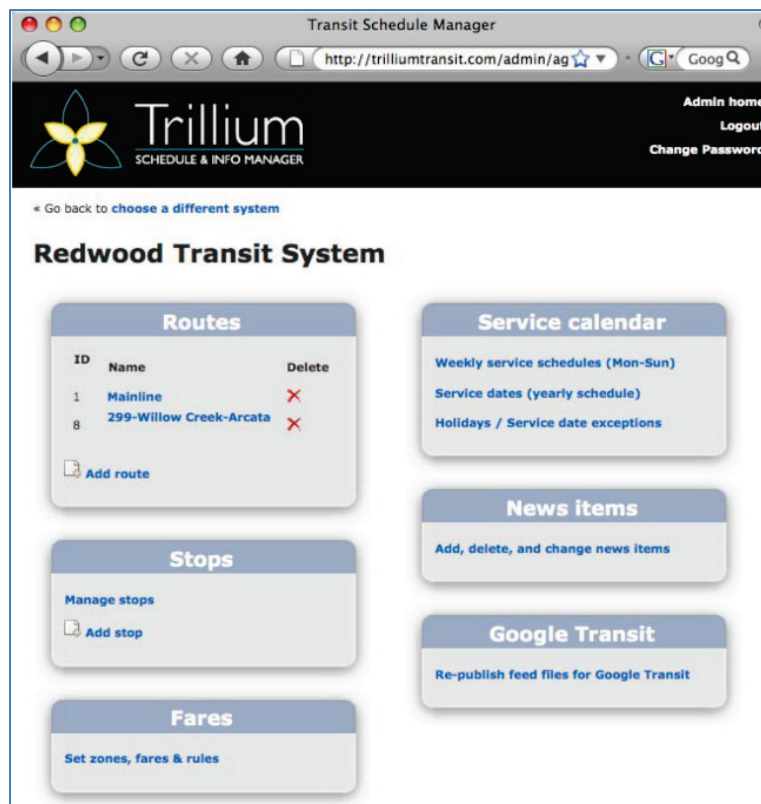 Transit Schedule Manager
http://trilliumtransit.com/admin/ag
G
Goog
Trillium
SCHEDULE & INFO MANAGER
Admin home
Logout
Change Password
« Go back to choose a different system
Redwood Transit System
Routes
ID Name Delete
1 Mainline
8 299-Willow Creek-Arcata
Add route
Stops
Manage stops
Add stop
Fares
Set zones, fares & rules
Service calendar
Weekly service schedules (Mon-Sun)
Service dates (yearly schedule)
Holidays / Service date exceptions
News items
Add, delete, and change news items
Google Transit
Re-publish feed files for Google Transit